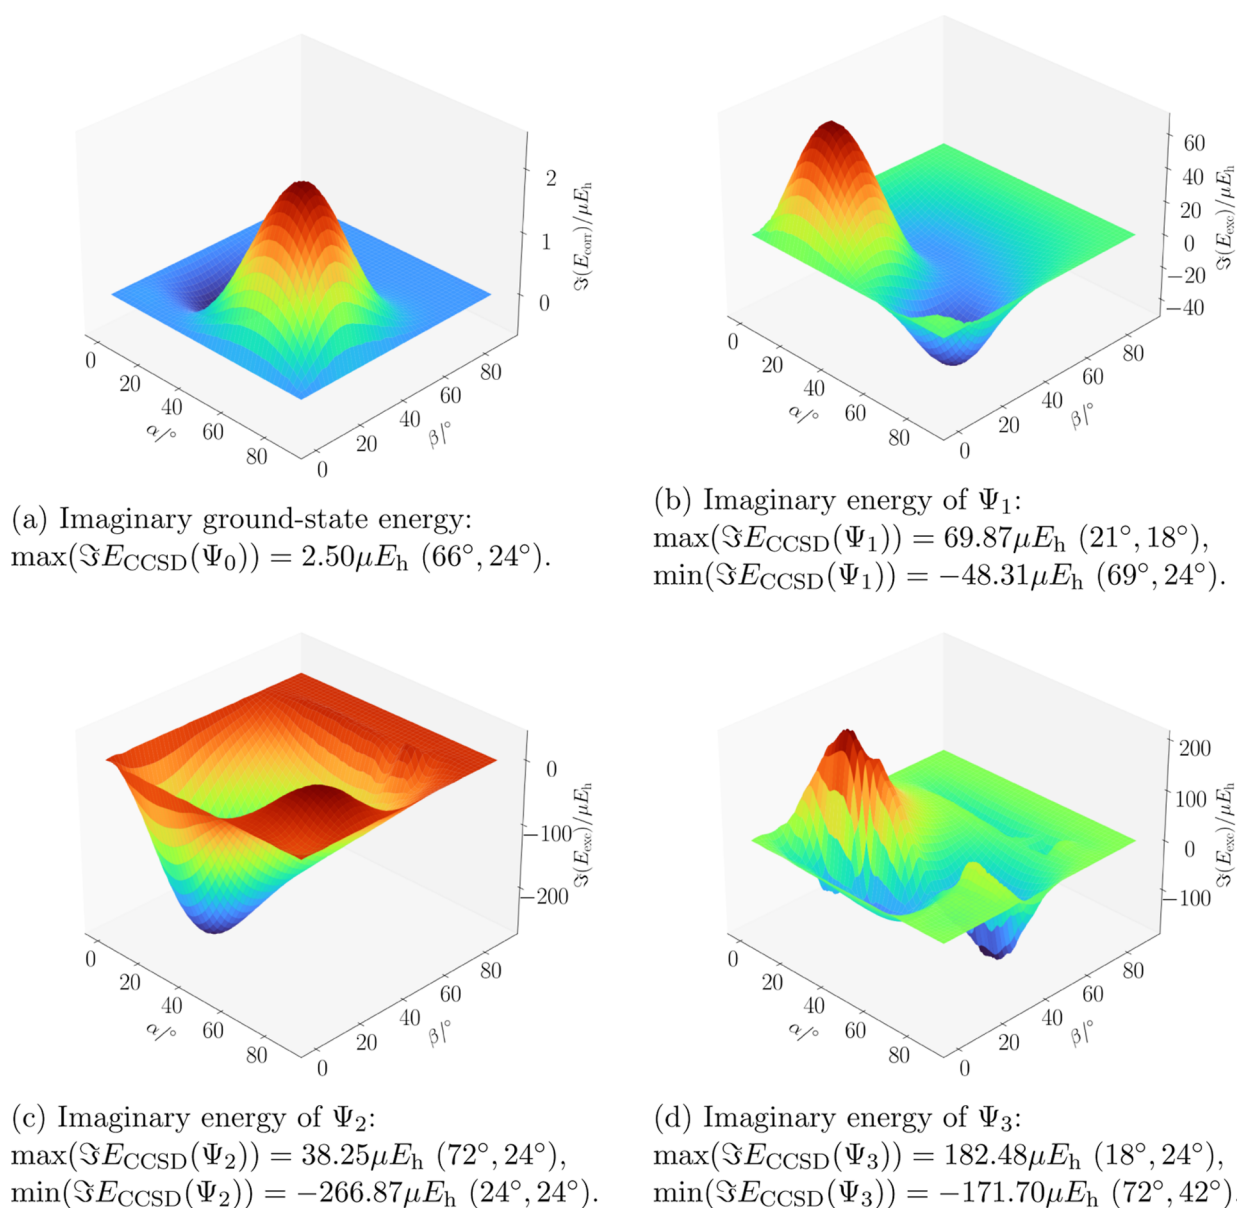 2
1
0
ℑ(E_corr)/μE_h
0
20
40
60
80
α/°
0
20
40
60
80
β/°
(a) Imaginary ground-state energy:
max(ℑE_CCSD(Ψ_0)) = 2.50μE_h (66°, 24°).
60
40
20
0
−20
−40
ℑ(E_exc)/μE_h
0
20
40
60
80
α/°
0
20
40
60
80
β/°
(b) Imaginary energy of Ψ_1:
max(ℑE_CCSD(Ψ_1)) = 69.87μE_h (21°, 18°),
min(ℑE_CCSD(Ψ_1)) = −48.31μE_h (69°, 24°).
0
−100
−200
ℑ(E_exc)/μE_h
0
20
40
60
80
α/°
0
20
40
60
80
β/°
(c) Imaginary energy of Ψ_2:
max(ℑE_CCSD(Ψ_2)) = 38.25μE_h (72°, 24°),
min(ℑE_CCSD(Ψ_2)) = −266.87μE_h (24°, 24°).
200
100
0
−100
ℑ(E_exc)/μE_h
0
20
40
60
80
α/°
0
20
40
60
80
β/°
(d) Imaginary energy of Ψ_3:
max(ℑE_CCSD(Ψ_3)) = 182.48μE_h (18°, 24°),
min(ℑE_CCSD(Ψ_3)) = −171.70μE_h (72°, 42°).